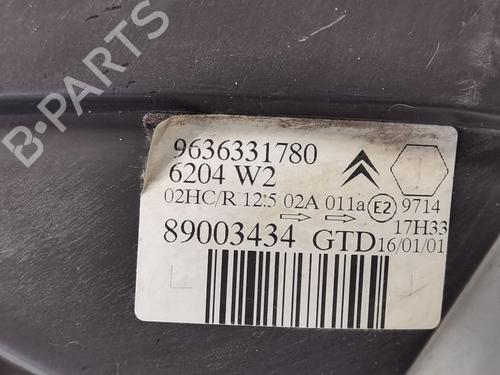 B-PARTS
9636331780
6204 W2
02HC/R 12.5 02A 011a E2 9714
17H33
89003434 GTD 16/01/01